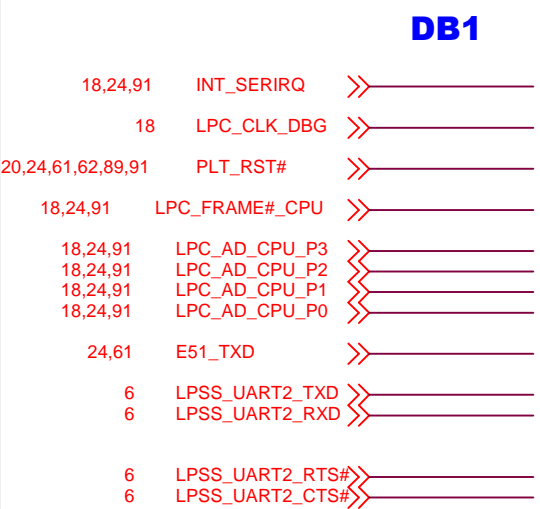 DB1
18,24,91 INT_SERIRQ
18 LPC_CLK_DBG
20,24,61,62,89,91 PLT_RST#
18,24,91 LPC_FRAME#_CPU
18,24,91 LPC_AD_CPU_P3
18,24,91 LPC_AD_CPU_P2
18,24,91 LPC_AD_CPU_P1
18,24,91 LPC_AD_CPU_P0
24,61 E51_TXD
6 LPSS_UART2_TXD
6 LPSS_UART2_RXD
6 LPSS_UART2_RTS#
6 LPSS_UART2_CTS#